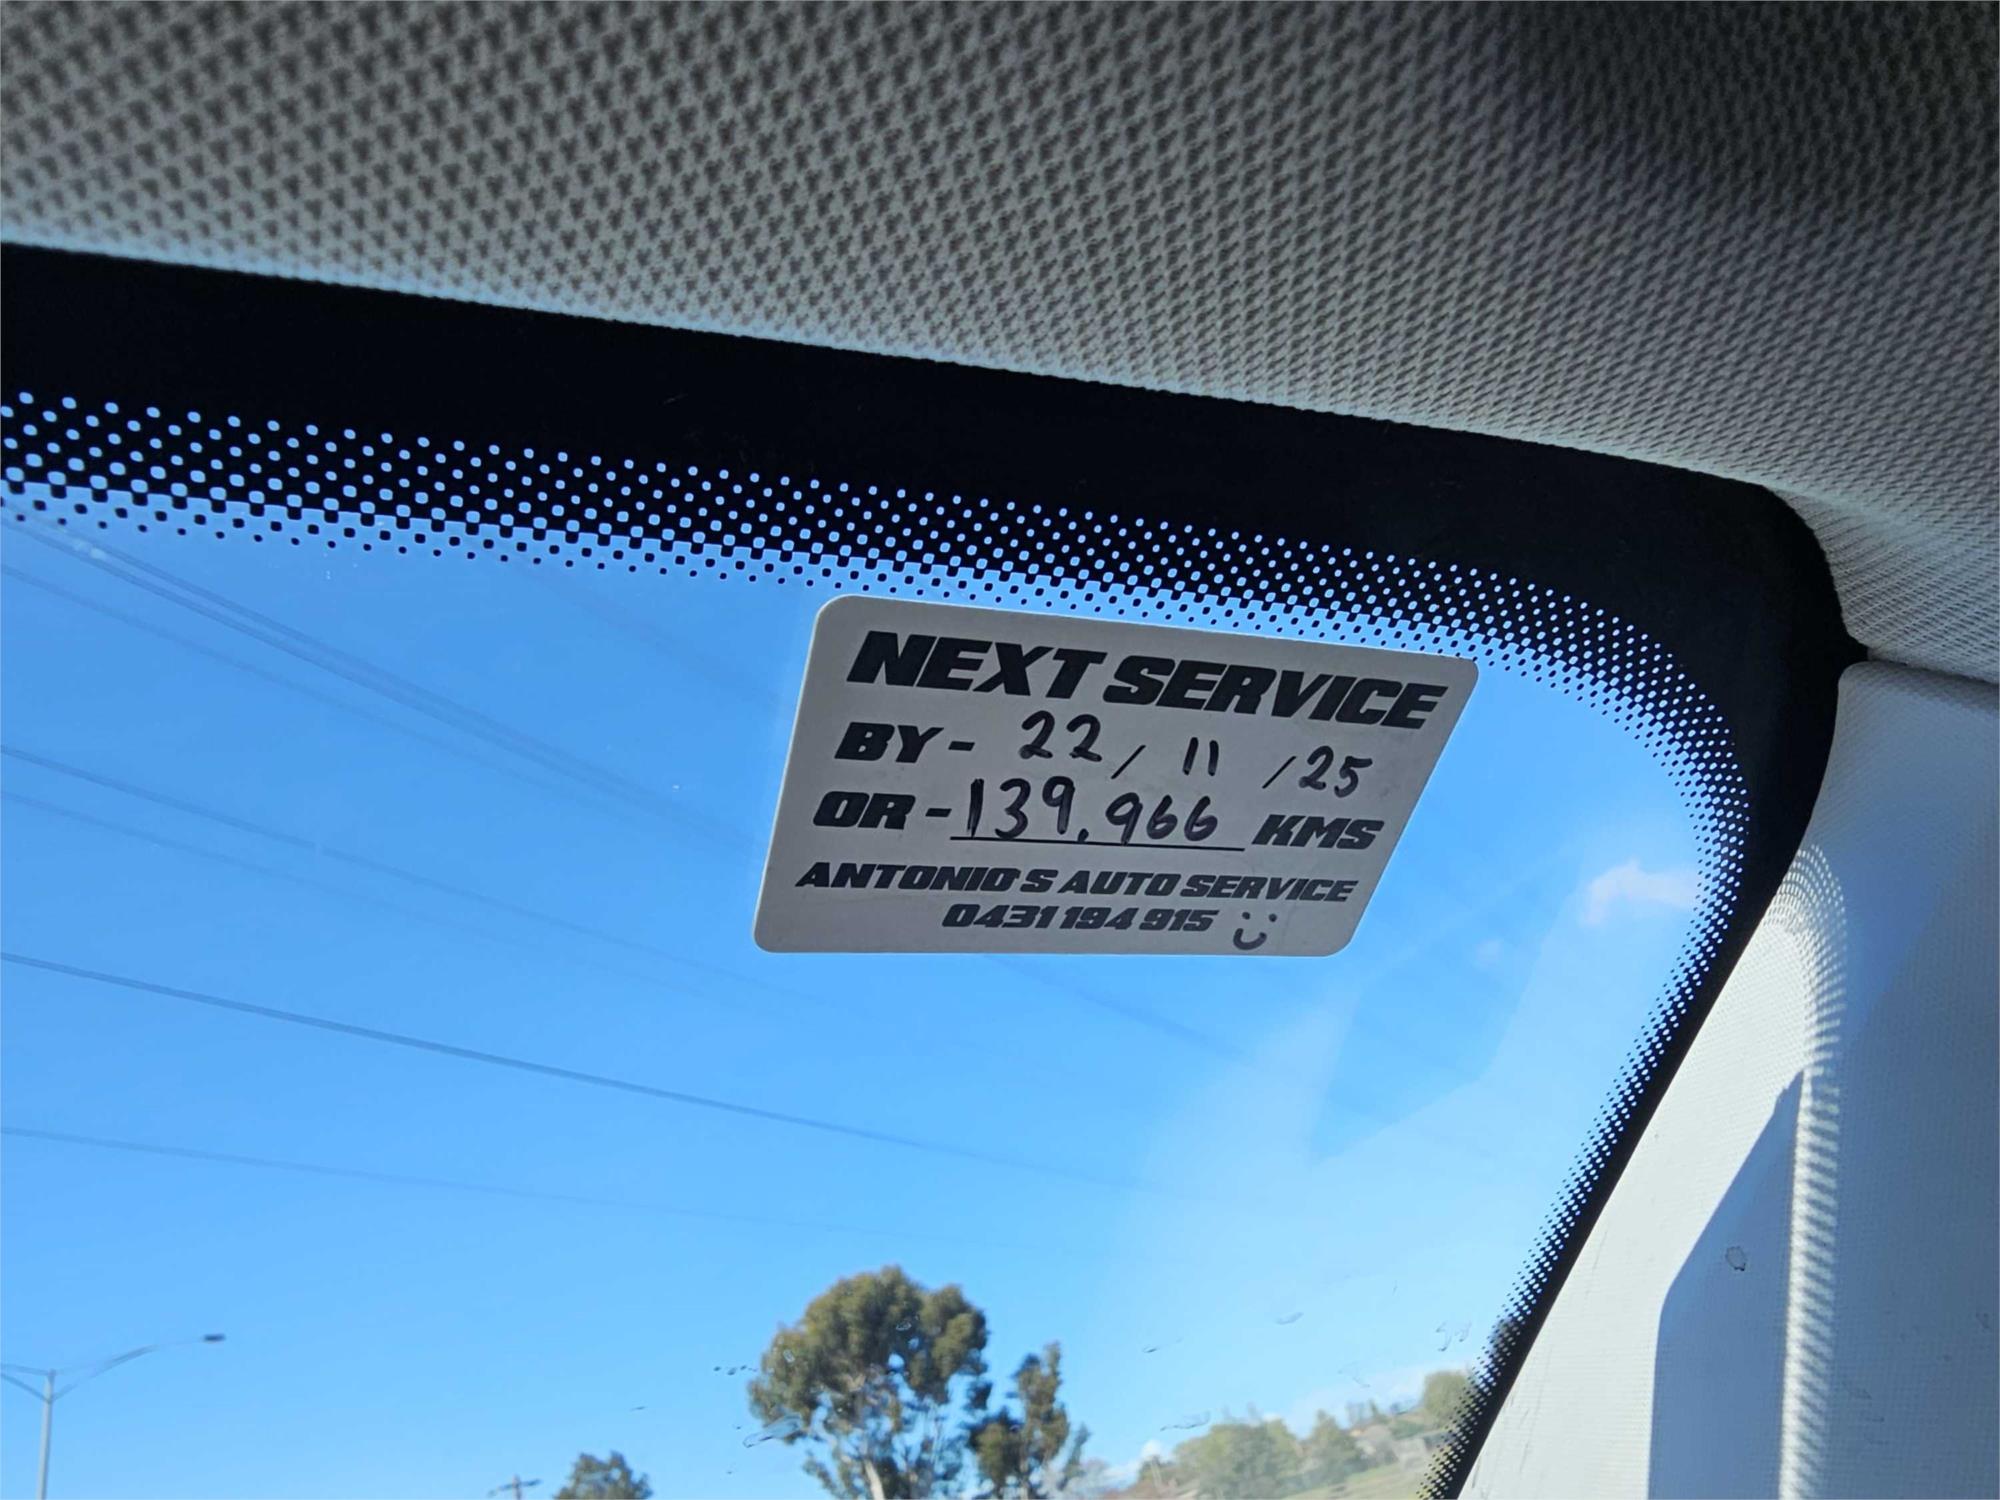 NEXT SERVICE
BY- 22 / 11 / 25
OR- 139,966 KMS
ANTONIO'S AUTO SERVICE
0431 194 915